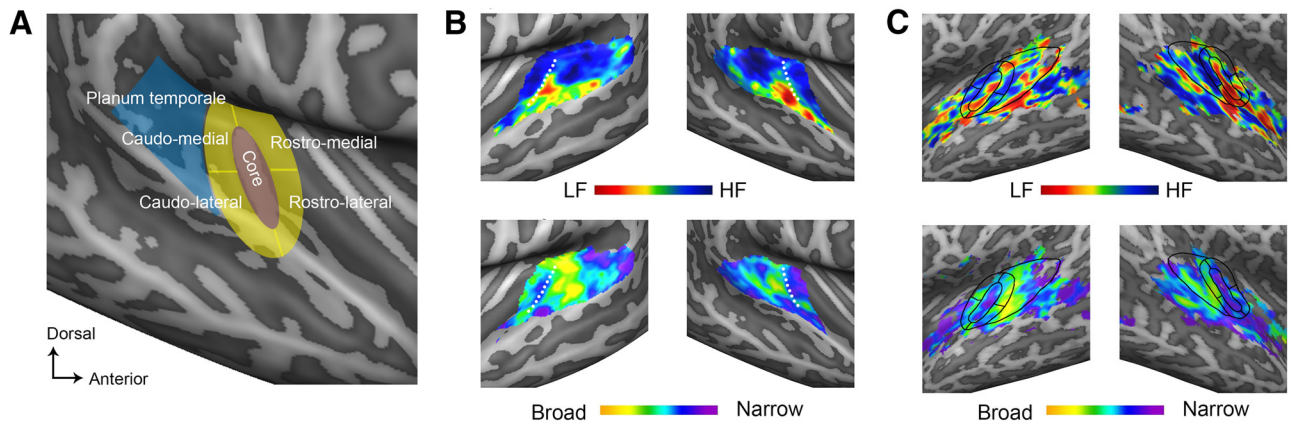 A
Planum temporale
Caudo-medial
Rostro-medial
Core
Caudo-lateral
Rostro-lateral
Dorsal
Anterior
B
LF HF
Broad Narrow
C
LF HF
Broad Narrow